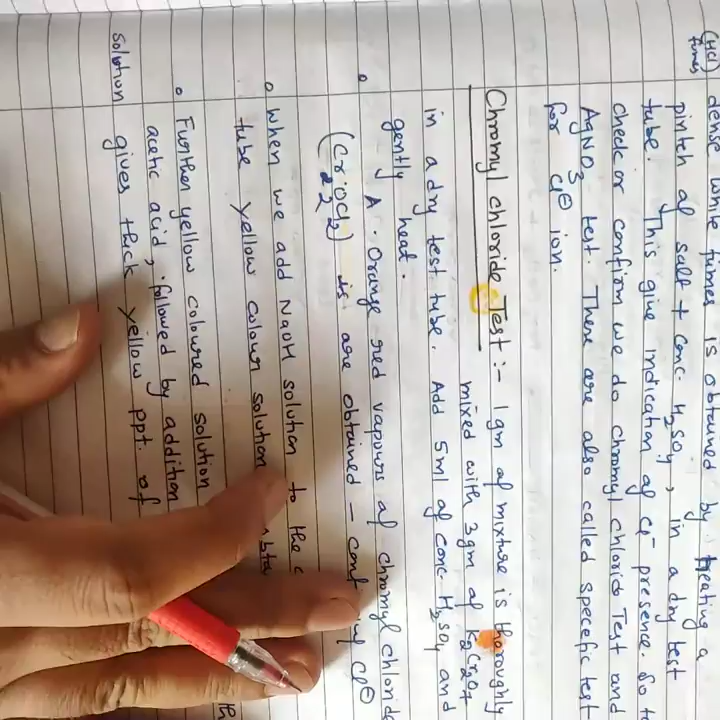 (HCl) dense white fumes is obtained by heating a
fumes pinch of salt + conc. H2SO4, in a dry test
tube. This give indication of Cl- presence. So t
check or confirm we do chromyl chloride Test and
AgNO3 test. These are also called specefic test
for Cl⊖ ion.
Chromyl chloride Test :- 1gm of mixture is thoroughly
mixed with 3gm of K2Cr2O7
in a dry test tube. Add 5ml of conc. H2SO4 and
gently heat.
A Orange red vapours of chromyl chloride
(Cr2OCl2) is are obtained - conf Cl⊖
when we add NaOH solution to the
tube yellow colour solution
Further yellow coloured solution
acetic acid, followed by addition
solution gives thick yellow ppt. of